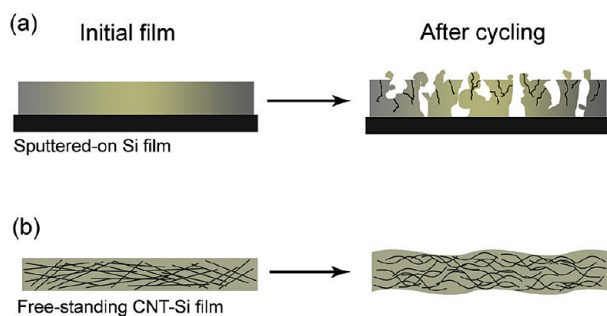 (a)
Initial film
After cycling
Sputtered-on Si film
(b)
Free-standing CNT-Si film